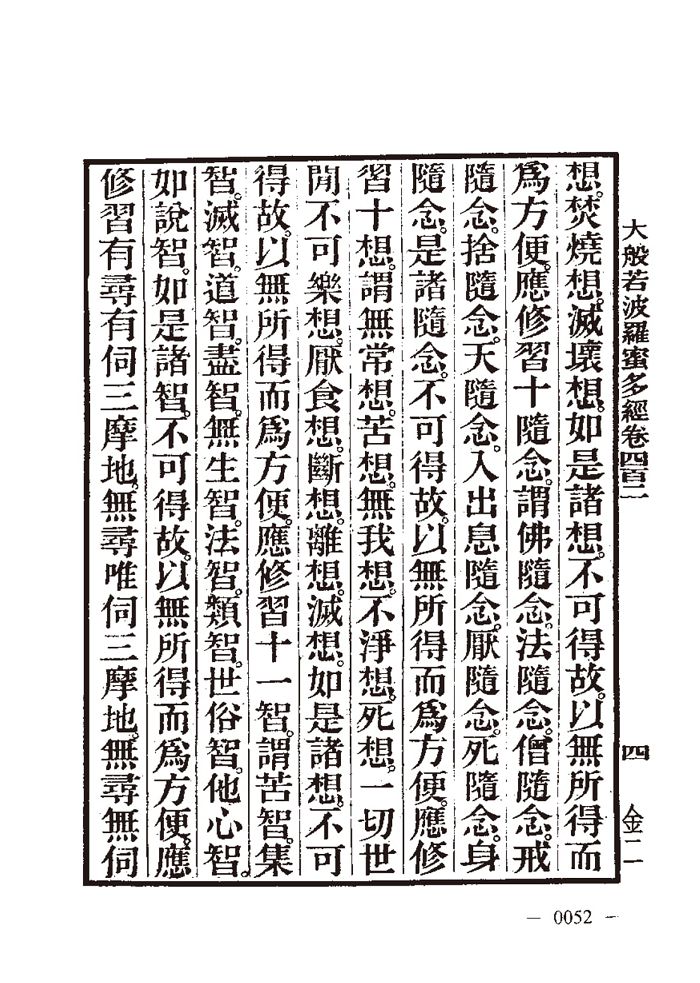 大般若波羅蜜多經卷四百二 四 金二
想。焚燒想。滅壞想。如是諸想。不可得故。以無所得而
爲方便。應修習十隨念。謂佛隨念。法隨念。僧隨念。戒
隨念。捨隨念。天隨念。入出息隨念。厭隨念。死隨念。身
隨念。是諸隨念。不可得故。以無所得而爲方便。應修
習十想。謂無常想。苦想。無我想。不淨想。死想。一切世
間不可樂想。厭食想。斷想。離想。滅想。如是諸想。不可
得故。以無所得而爲方便。應修習十一智。謂苦智。集
智。滅智。道智。盡智。無生智。法智。類智。世俗智。他心智。
如說智。如是諸智。不可得故。以無所得而爲方便。應
修習有尋有伺三摩地。無尋唯伺三摩地。無尋無伺
— 0052 —